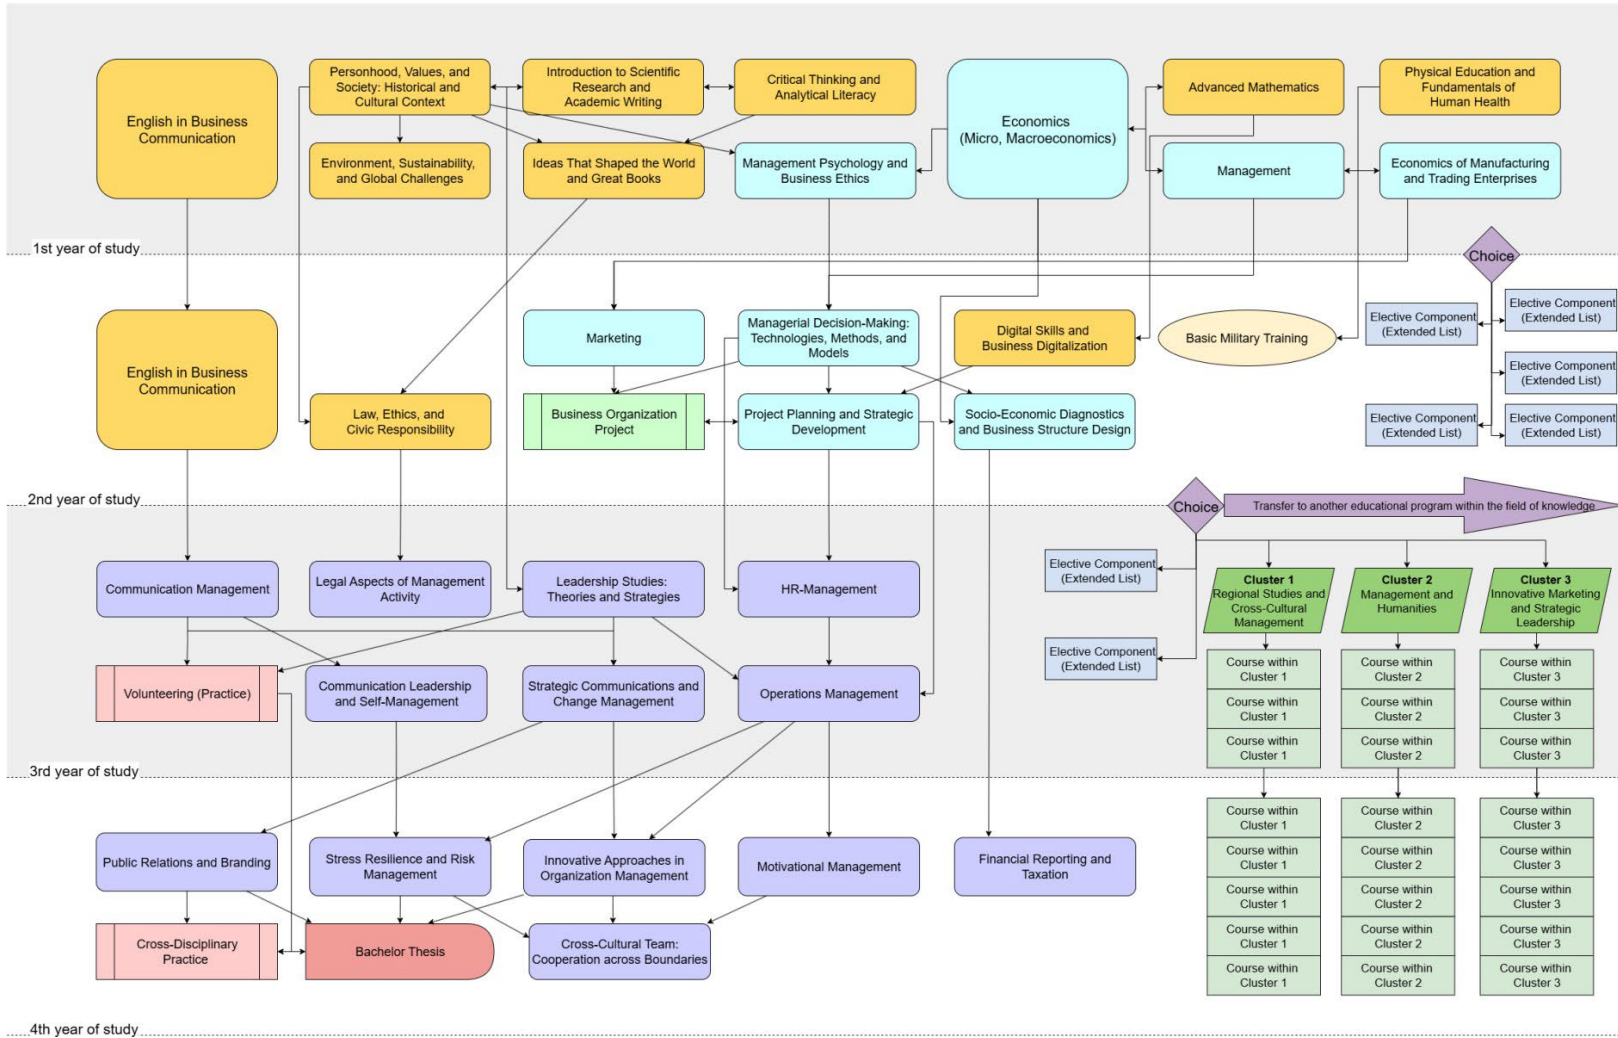 English in Business
Communication
Personhood, Values, and
Society: Historical and
Cultural Context
Introduction to Scientific
Research and
Academic Writing
Critical Thinking and
Analytical Literacy
Economics
(Micro, Macroeconomics)
Advanced Mathematics
Physical Education and
Fundamentals of
Human Health
Environment, Sustainability,
and Global Challenges
Ideas That Shaped the World
and Great Books
Management Psychology and
Business Ethics
Management
Economics of Manufacturing
and Trading Enterprises
1st year of study
Choice
English in Business
Communication
Marketing
Managerial Decision-Making:
Technologies, Methods, and
Models
Digital Skills and
Business Digitalization
Basic Military Training
Elective Component
(Extended List)
Elective Component
(Extended List)
Elective Component
(Extended List)
Law, Ethics, and
Civic Responsibility
Business Organization
Project
Project Planning and Strategic
Development
Socio-Economic Diagnostics
and Business Structure Design
Elective Component
(Extended List)
Elective Component
(Extended List)
2nd year of study
Choice
Transfer to another educational program within the field of knowledge
Communication Management
Legal Aspects of Management
Activity
Leadership Studies:
Theories and Strategies
HR-Management
Elective Component
(Extended List)
Cluster 1
Regional Studies and
Cross-Cultural
Management
Cluster 2
Management and
Humanities
Cluster 3
Innovative Marketing
and Strategic
Leadership
Elective Component
(Extended List)
Volunteering (Practice)
Communication Leadership
and Self-Management
Strategic Communications and
Change Management
Operations Management
Course within
Cluster 1
Course within
Cluster 2
Course within
Cluster 3
Course within
Cluster 1
Course within
Cluster 2
Course within
Cluster 3
Course within
Cluster 1
Course within
Cluster 2
Course within
Cluster 3
3rd year of study
Public Relations and Branding
Stress Resilience and Risk
Management
Innovative Approaches in
Organization Management
Motivational Management
Financial Reporting and
Taxation
Course within
Cluster 1
Course within
Cluster 2
Course within
Cluster 3
Course within
Cluster 1
Course within
Cluster 2
Course within
Cluster 3
Course within
Cluster 1
Course within
Cluster 2
Course within
Cluster 3
Cross-Disciplinary
Practice
Bachelor Thesis
Cross-Cultural Team:
Cooperation across Boundaries
Course within
Cluster 1
Course within
Cluster 2
Course within
Cluster 3
Course within
Cluster 1
Course within
Cluster 2
Course within
Cluster 3
4th year of study